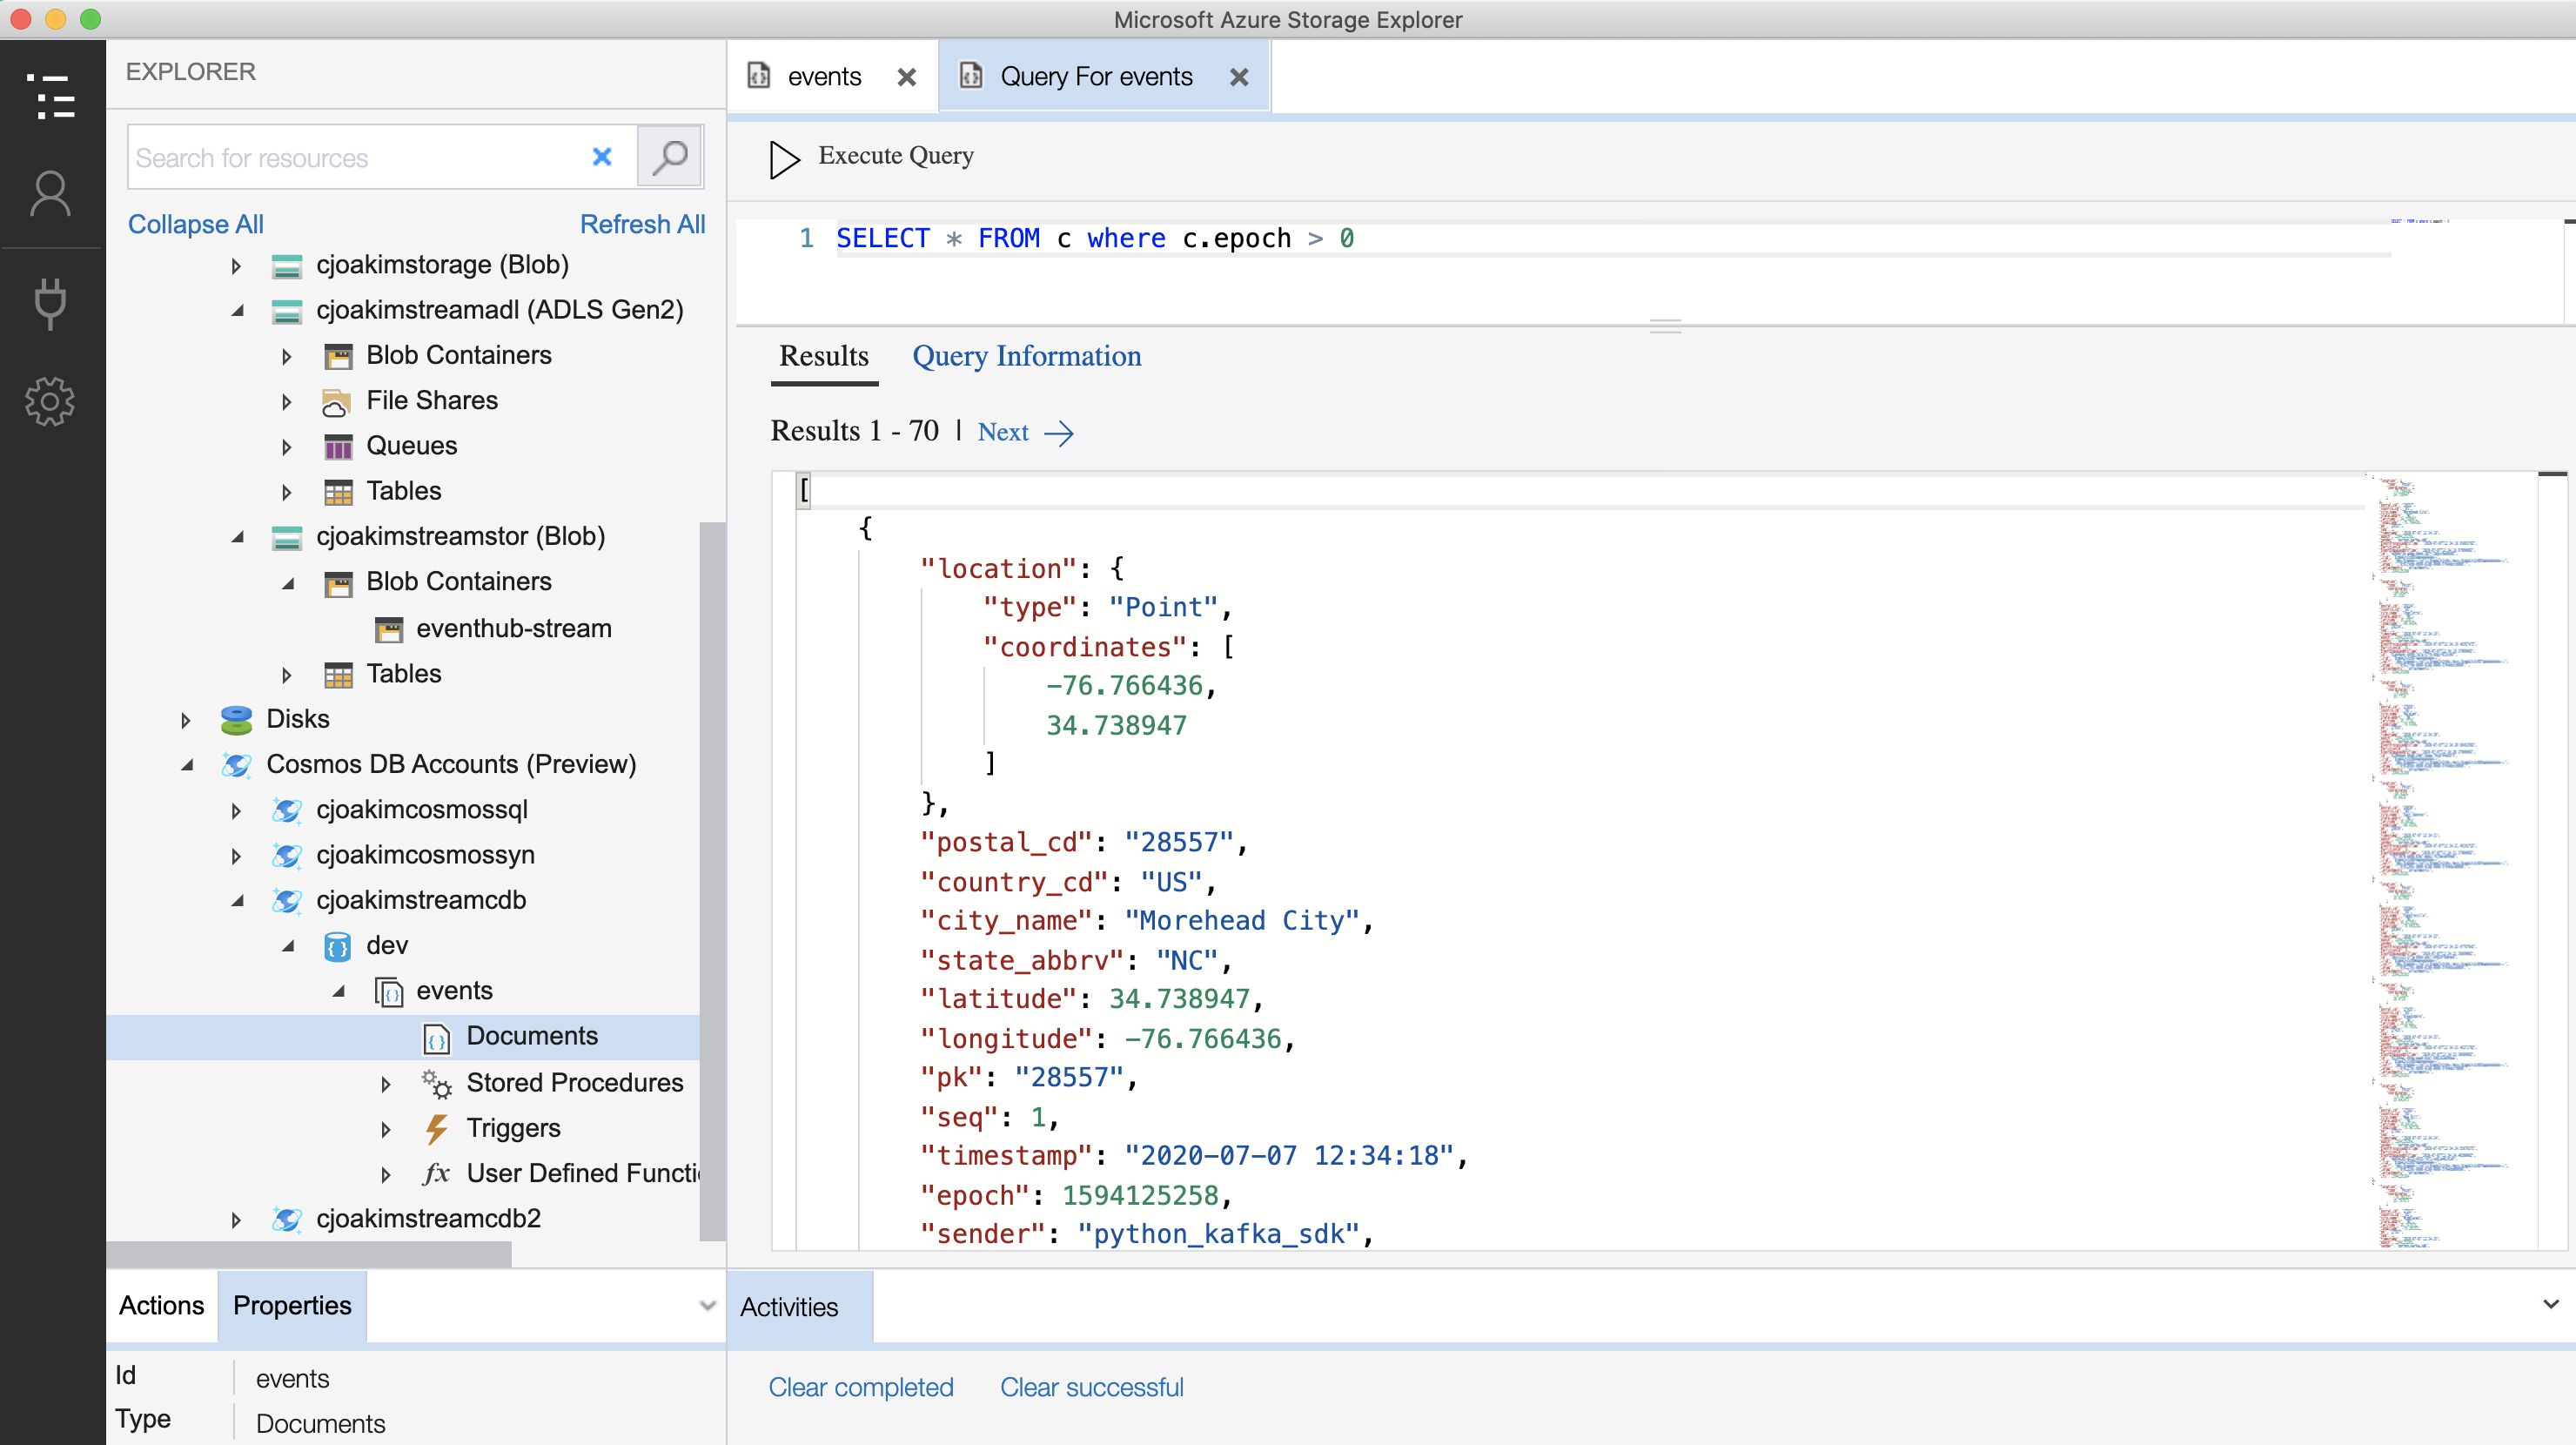 Microsoft Azure Storage Explorer
EXPLORER
Search for resources
Collapse All
Refresh All
cjoakimstorage (Blob)
cjoakimstreamadl (ADLS Gen2)
Blob Containers
File Shares
Queues
Tables
cjoakimstreamstor (Blob)
Blob Containers
eventhub-stream
Tables
Disks
Cosmos DB Accounts (Preview)
cjoakimcosmossql
cjoakimcosmossyn
cjoakimstreamcdb
dev
events
Documents
Stored Procedures
Triggers
fx User Defined Functi
cjoakimstreamcdb2
Actions
Properties
Id events
Type Documents
events
Query For events
Execute Query
1 SELECT * FROM c where c.epoch > 0
Results
Query Information
Results 1 - 70 | Next
[
{
"location": {
"type": "Point",
"coordinates": [
-76.766436,
34.738947
]
},
"postal_cd": "28557",
"country_cd": "US",
"city_name": "Morehead City",
"state_abbrv": "NC",
"latitude": 34.738947,
"longitude": -76.766436,
"pk": "28557",
"seq": 1,
"timestamp": "2020-07-07 12:34:18",
"epoch": 1594125258,
"sender": "python_kafka_sdk",
Activities
Clear completed
Clear successful